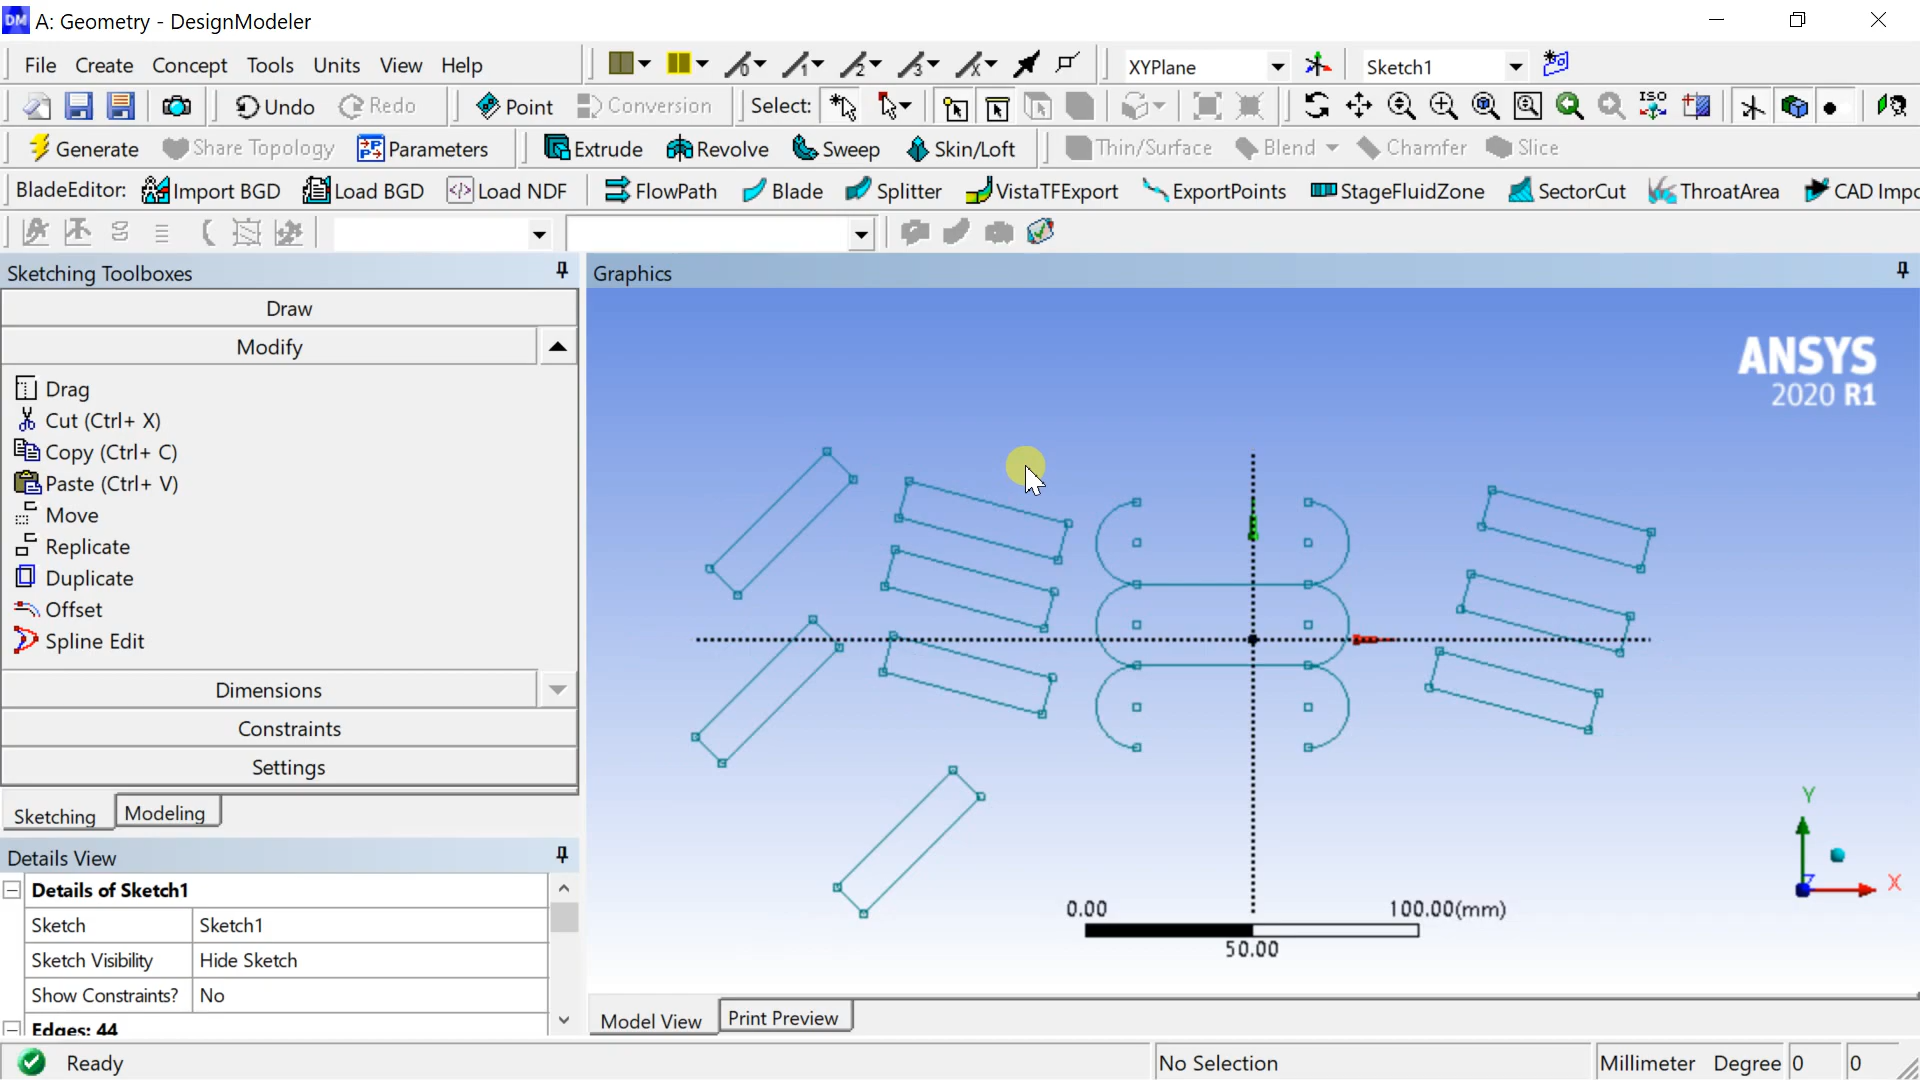 DM A: Geometry - DesignModeler
File Create Concept Tools Units View Help
XYPlane
Sketch1
Undo Redo Point Conversion Select: ISO
Generate Share Topology Parameters Extrude Revolve Sweep Skin/Loft Thin/Surface Blend Chamfer Slice
BladeEditor: Import BGD Load BGD Load NDF FlowPath Blade Splitter VistaTFExport ExportPoints StageFluidZone SectorCut ThroatArea CAD Impo
Sketching Toolboxes
Draw
Modify
Drag
Cut (Ctrl+ X)
Copy (Ctrl+ C)
Paste (Ctrl+ V)
Move
Replicate
Duplicate
Offset
Spline Edit
Dimensions
Constraints
Settings
Sketching Modeling
Details View
Details of Sketch1
Sketch Sketch1
Sketch Visibility Hide Sketch
Show Constraints? No
Edges: 44
Graphics
ANSYS
2020 R1
Y
Z
X
0.00 100.00(mm)
50.00
Model View Print Preview
Ready No Selection Millimeter Degree 0 0